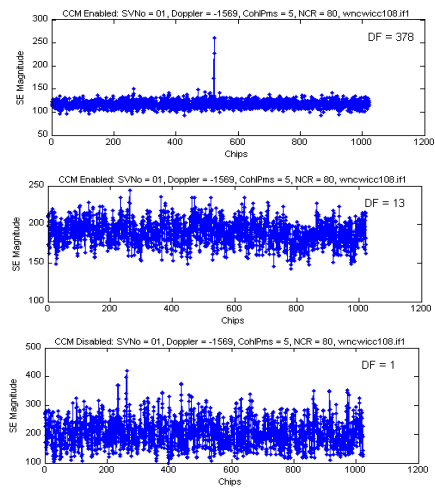 CCM Enabled: SVNo = 01, Doppler = -1569, CohlPms = 5, NCR = 80, wncwicc108.if1
DF = 378
SE Magnitude
300
250
200
150
100
50
0 200 400 600 800 1000 1200
Chips
CCM Enabled: SVNo = 01, Doppler = -1569, CohlPms = 5, NCR = 80, wncwicc108.if1
DF = 13
SE Magnitude
250
200
150
100
0 200 400 600 800 1000 1200
Chips
CCM Disabled: SVNo = 01, Doppler = -1569, CohlPms = 5, NCR = 80, wncwicc108.if1
DF = 1
SE Magnitude
500
400
300
200
100
0 200 400 600 800 1000 1200
Chips